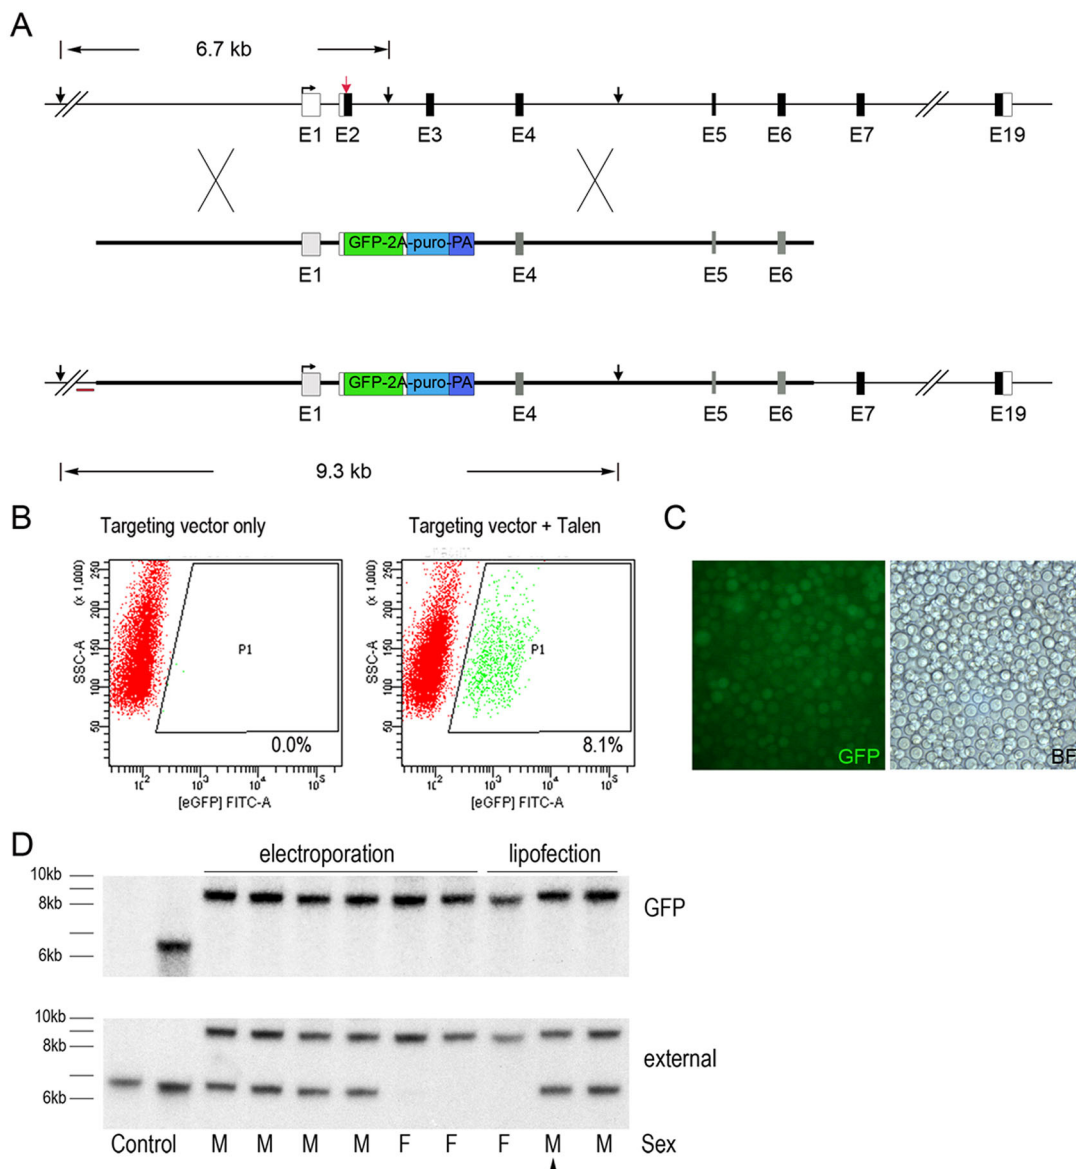 A
6.7 kb
E1 E2 E3 E4 E5 E6 E7 E19
GFP-2A-puro-PA
E1 E4 E5 E6
GFP-2A-puro-PA
E1 E4 E5 E6 E7 E19
9.3 kb
B
Targeting vector only
Targeting vector + Talen
C
(x 1,000)
SSC-A
50 100 150 200 250
P1
0.0%
10² 10³ 10⁴ 10⁵
[eGFP] FITC-A
(x 1,000)
SSC-A
50 100 150 200 250
P1
8.1%
10² 10³ 10⁴ 10⁵
[eGFP] FITC-A
GFP
BF
D
electroporation
lipofection
10kb
8kb
6kb
GFP
10kb
8kb
6kb
external
Control M M M M F F F M M Sex